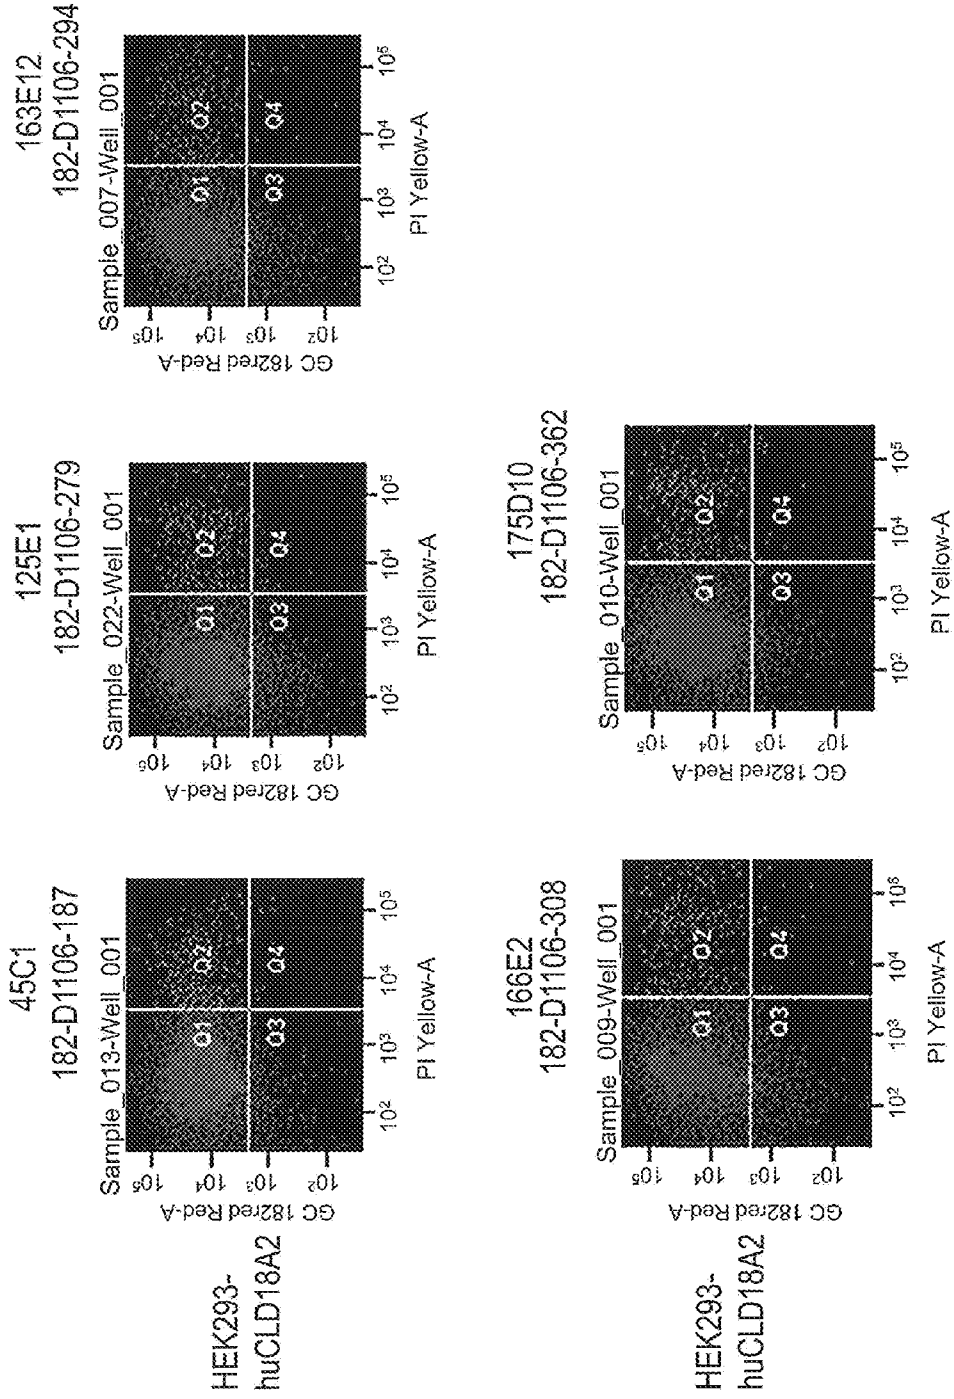 HEK293-
huCLD18A2
45C1
182-D1106-187
Sample_013-Well_001
GC 182red Red-A
10⁵
10⁴
10³
10²
Q1
Q2
Q3
Q4
10² 10³ 10⁴ 10⁵
PI Yellow-A
125E1
182-D1106-279
Sample_022-Well_001
GC 182red Red-A
10⁵
10⁴
10³
10²
Q1
Q2
Q3
Q4
10² 10³ 10⁴ 10⁵
PI Yellow-A
163E12
182-D1106-294
Sample_007-Well_001
GC 182red Red-A
10⁵
10⁴
10³
10²
Q1
Q2
Q3
Q4
10² 10³ 10⁴ 10⁵
PI Yellow-A
HEK293-
huCLD18A2
166E2
182-D1106-308
Sample_009-Well_001
GC 182red Red-A
10⁵
10⁴
10³
10²
Q1
Q2
Q3
Q4
10² 10³ 10⁴ 10⁶
PI Yellow-A
175D10
182-D1106-362
Sample_010-Well_001
GC 182red Red-A
10⁵
10⁴
10³
10²
Q1
Q2
Q3
Q4
10² 10³ 10⁴ 10⁵
PI Yellow-A